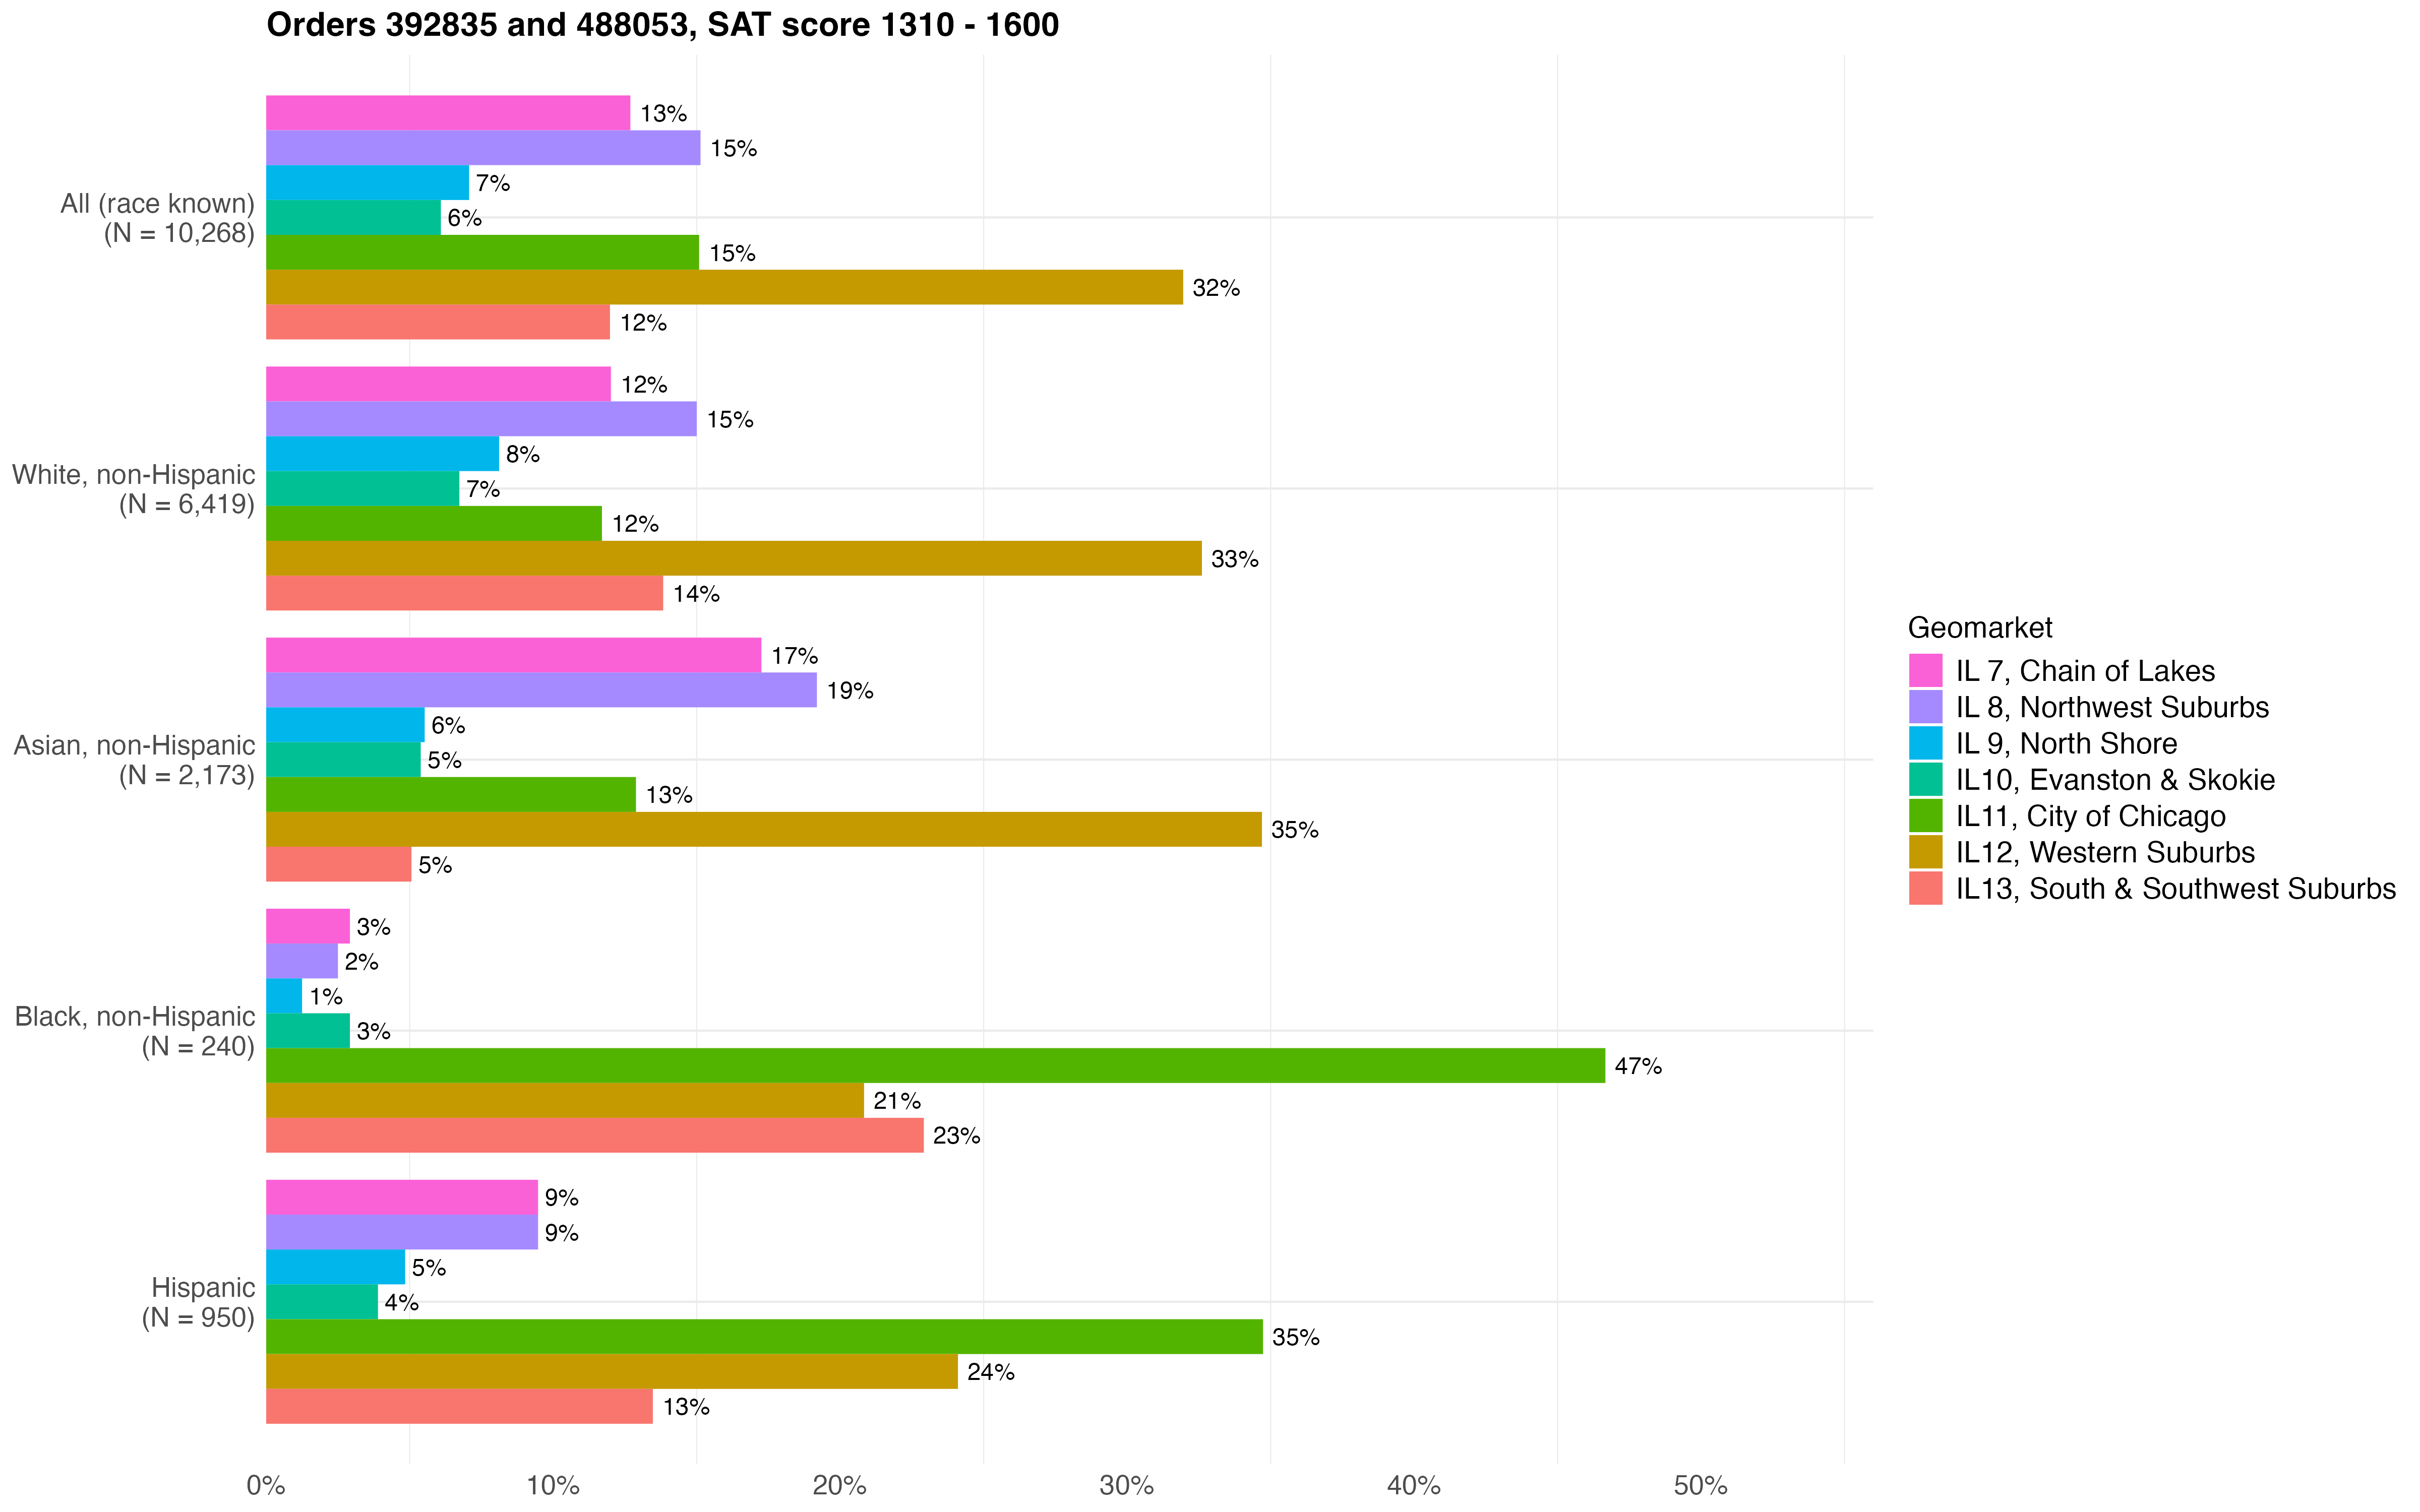 Orders 392835 and 488053, SAT score 1310 - 1600
All (race known)
(N = 10,268)
13%
15%
7%
6%
15%
32%
12%
White, non-Hispanic
(N = 6,419)
12%
15%
8%
7%
12%
33%
14%
Asian, non-Hispanic
(N = 2,173)
17%
19%
6%
5%
13%
35%
5%
Black, non-Hispanic
(N = 240)
3%
2%
1%
3%
47%
21%
23%
Hispanic
(N = 950)
9%
9%
5%
4%
35%
24%
13%
0% 10% 20% 30% 40% 50%
Geomarket
IL 7, Chain of Lakes
IL 8, Northwest Suburbs
IL 9, North Shore
IL10, Evanston & Skokie
IL11, City of Chicago
IL12, Western Suburbs
IL13, South & Southwest Suburbs